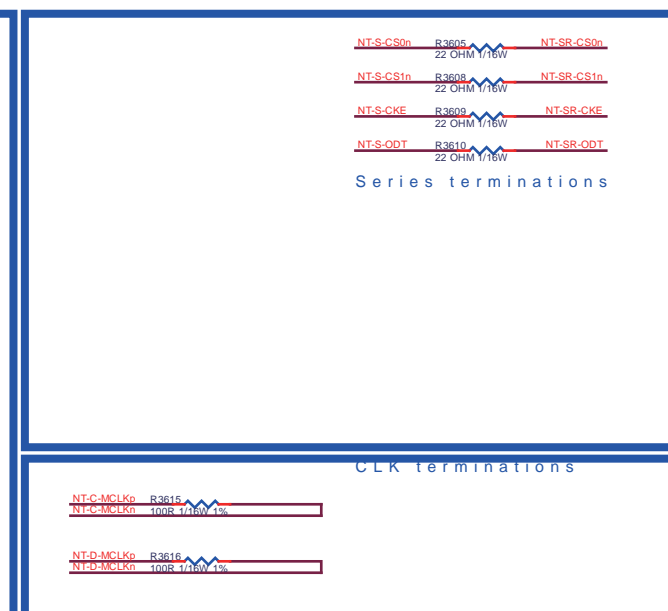 NT-S-CS0n R3605 NT-SR-CS0n
22 OHM 1/16W
NT-S-CS1n R3608 NT-SR-CS1n
22 OHM 1/16W
NT-S-CKE R3609 NT-SR-CKE
22 OHM 1/16W
NT-S-ODT R3610 NT-SR-ODT
22 OHM 1/16W
Series terminations
CLK terminations
NT-C-MCLKp R3615
NT-C-MCLKn 100R 1/16W 1%
NT-D-MCLKp R3616
NT-D-MCLKn 100R 1/16W 1%